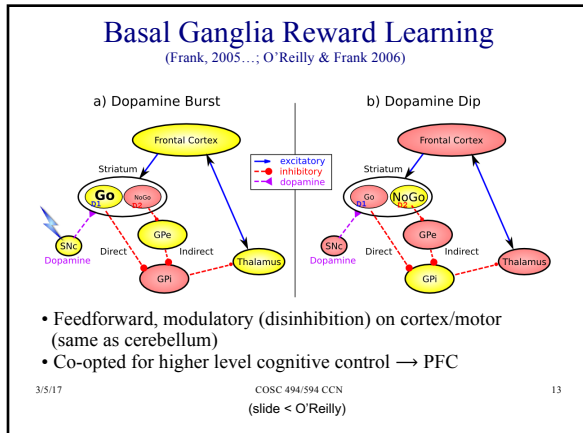 Basal Ganglia Reward Learning
(Frank, 2005…; O'Reilly & Frank 2006)
a) Dopamine Burst
b) Dopamine Dip
Frontal Cortex
Striatum
Go
D1
NoGo
D2
SNc
Dopamine
Direct
GPe
Indirect
GPi
Thalamus
excitatory
inhibitory
dopamine
Frontal Cortex
Striatum
Go
D1
NoGo
D2
SNc
Dopamine
Direct
GPe
Indirect
GPi
Thalamus
• Feedforward, modulatory (disinhibition) on cortex/motor
(same as cerebellum)
• Co-opted for higher level cognitive control ⟶ PFC
3/5/17
COSC 494/594 CCN
13
(slide < O'Reilly)